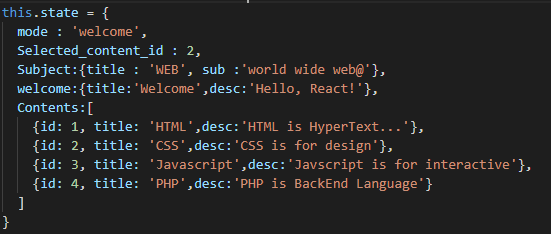 this.state = {
mode : 'welcome',
Selected_content_id : 2,
Subject:{title : 'WEB', sub :'world wide web@'},
welcome:{title:'Welcome',desc:'Hello, React!'},
Contents:[
{id: 1, title: 'HTML',desc:'HTML is HyperText...'},
{id: 2, title: 'CSS',desc:'CSS is for design'},
{id: 3, title: 'Javascript',desc:'Javscript is for interactive'},
{id: 4, title: 'PHP',desc:'PHP is BackEnd Language'}
]
}